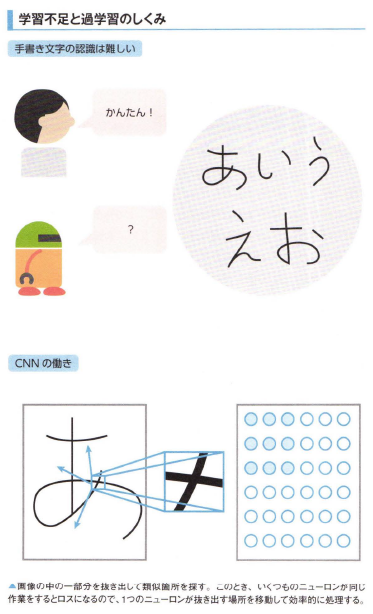 学習不足と過学習のしくみ
手書き文字の認識は難しい
かんたん！
?
あいう
えお
CNN の働き
あ
▲画像の中の一部分を抜き出して類似箇所を探す。このとき、いくつものニューロンが同じ
作業をするとロスになるので、1つのニューロンが抜き出す場所を移動して効率的に処理する。